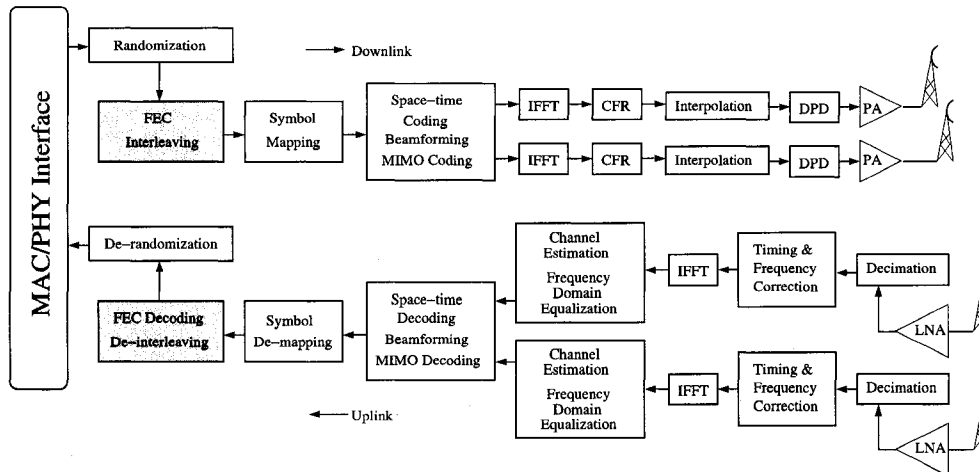 MAC/PHY Interface
Randomization
Downlink
FEC
Interleaving
Symbol
Mapping
Space-time
Coding
Beamforming
MIMO Coding
IFFT
CFR
Interpolation
DPD
PA
IFFT
CFR
Interpolation
DPD
PA
De-randomization
FEC Decoding
De-interleaving
Symbol
De-mapping
Space-time
Decoding
Beamforming
MIMO Decoding
Channel
Estimation
Frequency
Domain
Equalization
IFFT
Timing &
Frequency
Correction
Decimation
LNA
Channel
Estimation
Frequency
Domain
Equalization
IFFT
Timing &
Frequency
Correction
Decimation
LNA
Uplink